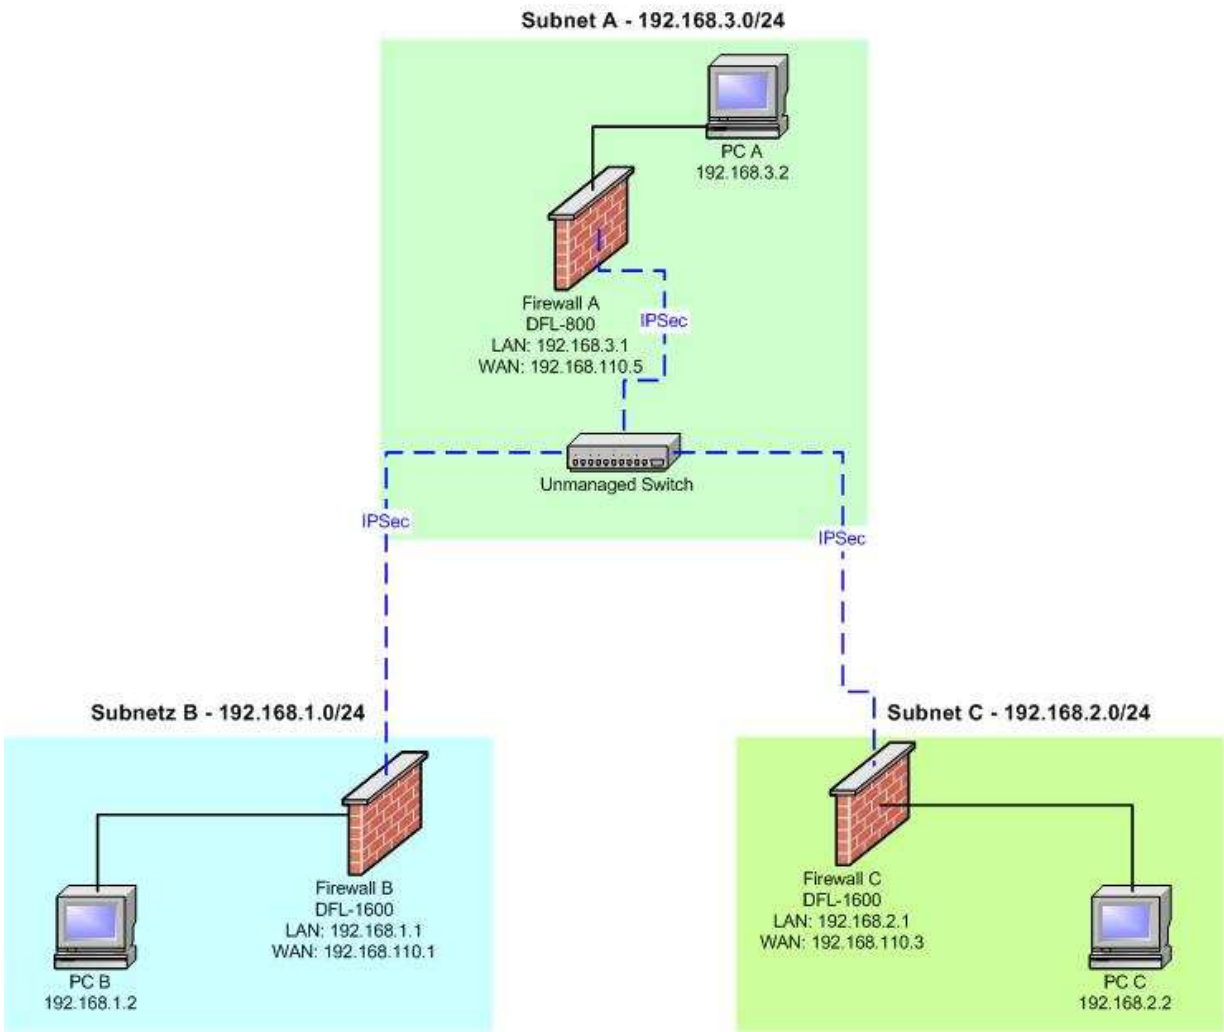 Subnet A - 192.168.3.0/24
PC A
192.168.3.2
Firewall A
DFL-800
LAN: 192.168.3.1
WAN: 192.168.110.5
IPSec
Unmanaged Switch
IPSec
IPSec
Subnetz B - 192.168.1.0/24
Firewall B
DFL-1600
LAN: 192.168.1.1
WAN: 192.168.110.1
PC B
192.168.1.2
Subnet C - 192.168.2.0/24
Firewall C
DFL-1600
LAN: 192.168.2.1
WAN: 192.168.110.3
PC C
192.168.2.2